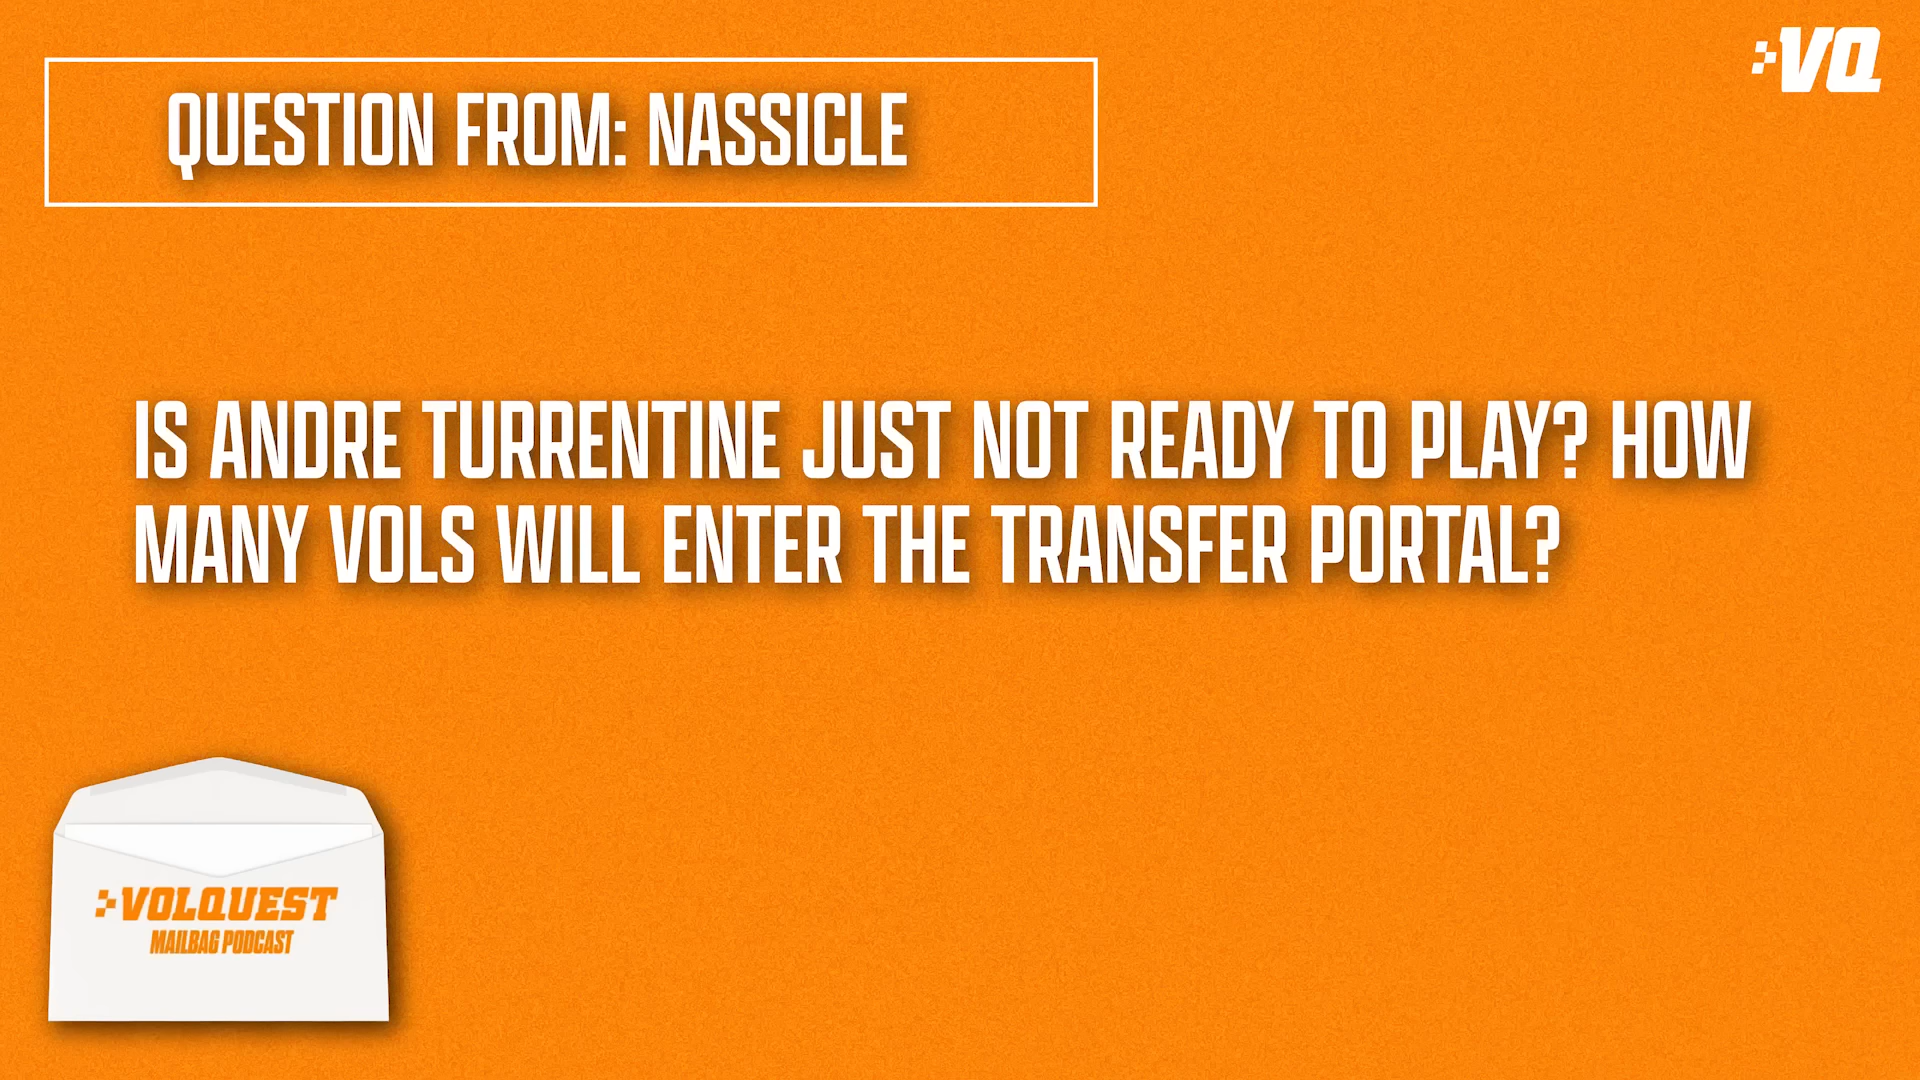 VQ
QUESTION FROM: NASSICLE
IS ANDRE TURRENTINE JUST NOT READY TO PLAY? HOW
MANY VOLS WILL ENTER THE TRANSFER PORTAL?
VOLQUEST
MAILBAG PODCAST